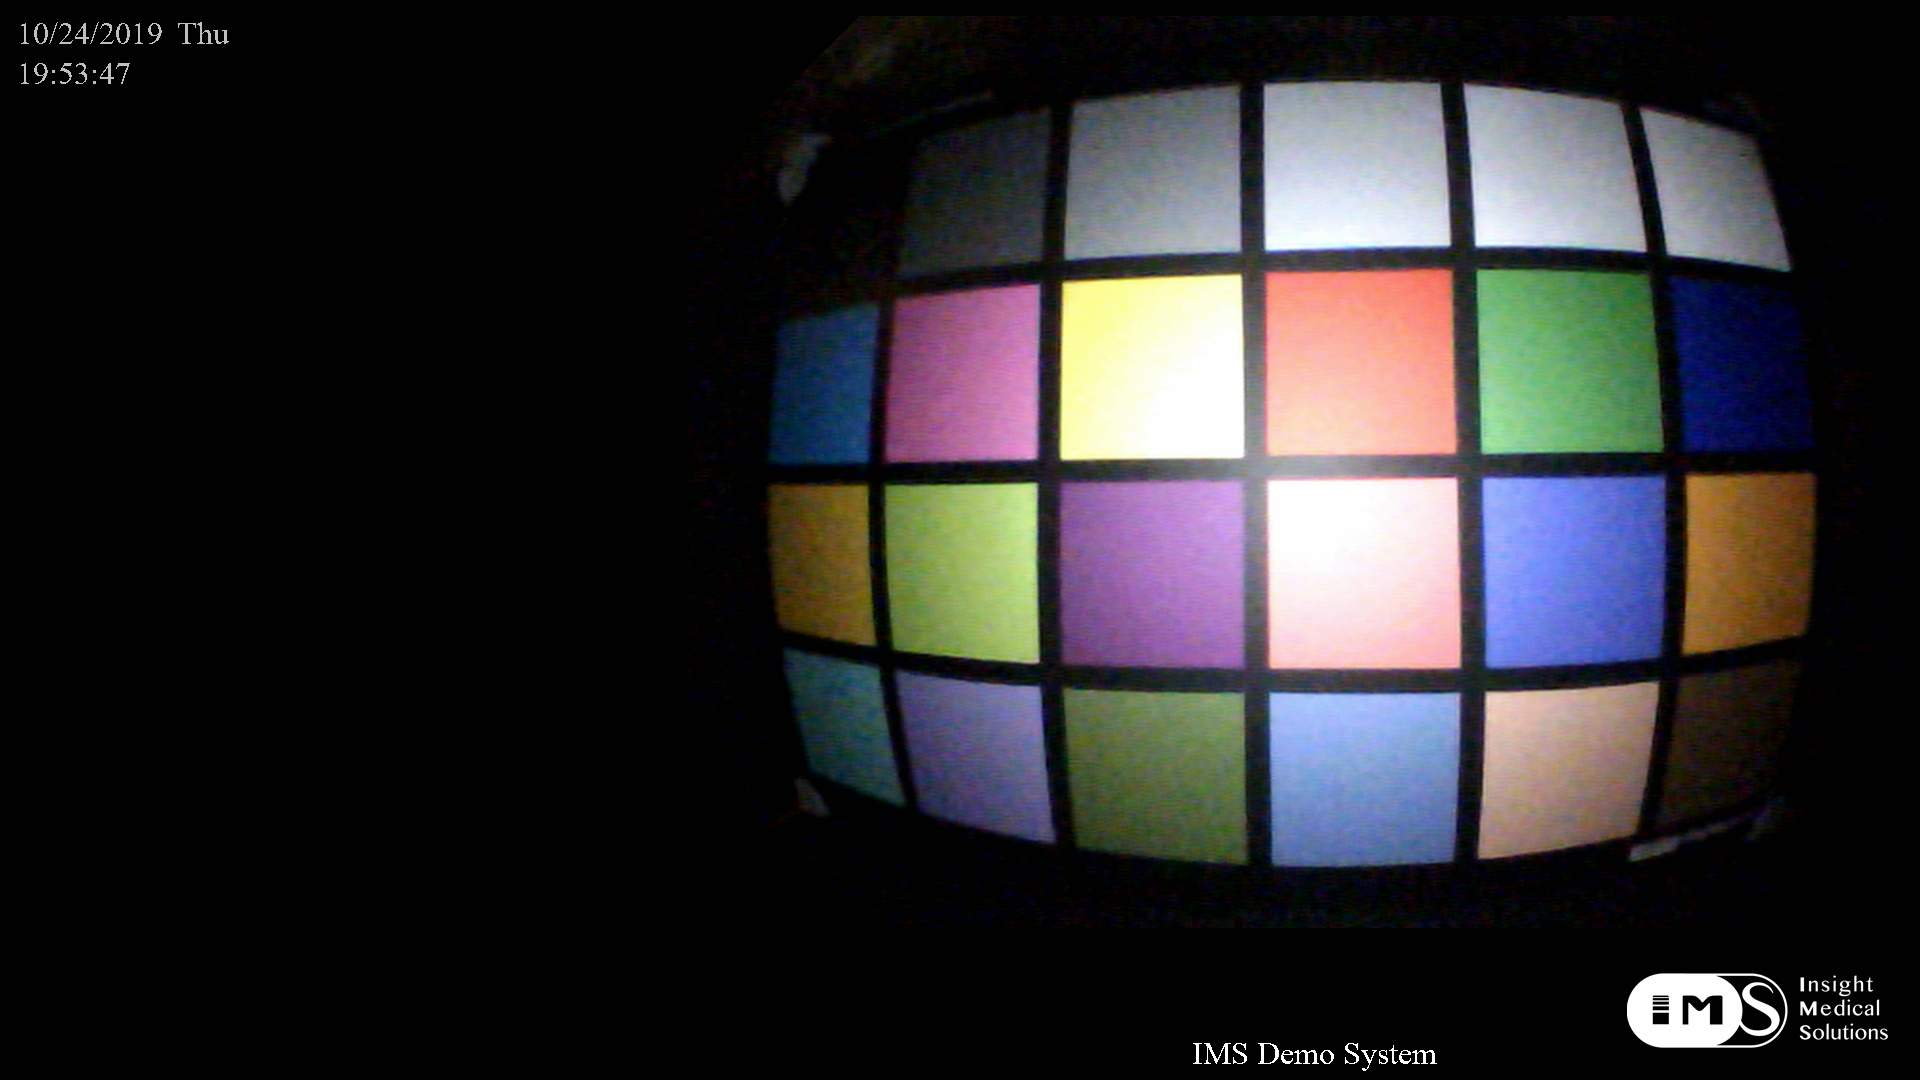 10/24/2019 Thu
19:53:47
IMS
Insight
Medical
Solutions
IMS Demo System